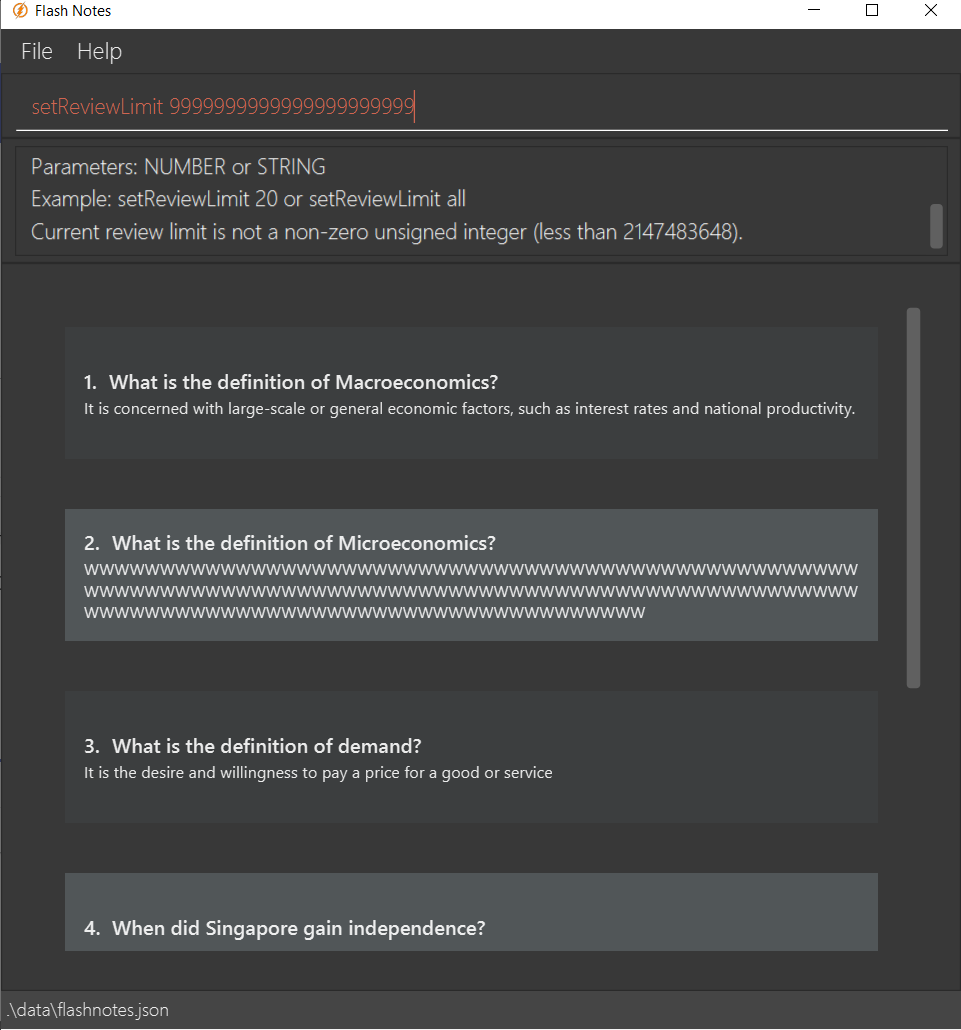 Flash Notes
File Help
setReviewLimit 9999999999999999999999
Parameters: NUMBER or STRING
Example: setReviewLimit 20 or setReviewLimit all
Current review limit is not a non-zero unsigned integer (less than 2147483648).
1. What is the definition of Macroeconomics?
It is concerned with large-scale or general economic factors, such as interest rates and national productivity.
2. What is the definition of Microeconomics?
WWWWWWWWWWWWWWWWWWWWWWWWWWWWWWWWWWWWWWWWWWWWWWWWWWW
WWWWWWWWWWWWWWWWWWWWWWWWWWWWWWWWWWWWWWWWWWWWWWWWWWW
WWWWWWWWWWWWWWWWWWWWWWWWWWWWWWWWWWWWW
3. What is the definition of demand?
It is the desire and willingness to pay a price for a good or service
4. When did Singapore gain independence?
.\data\flashnotes.json